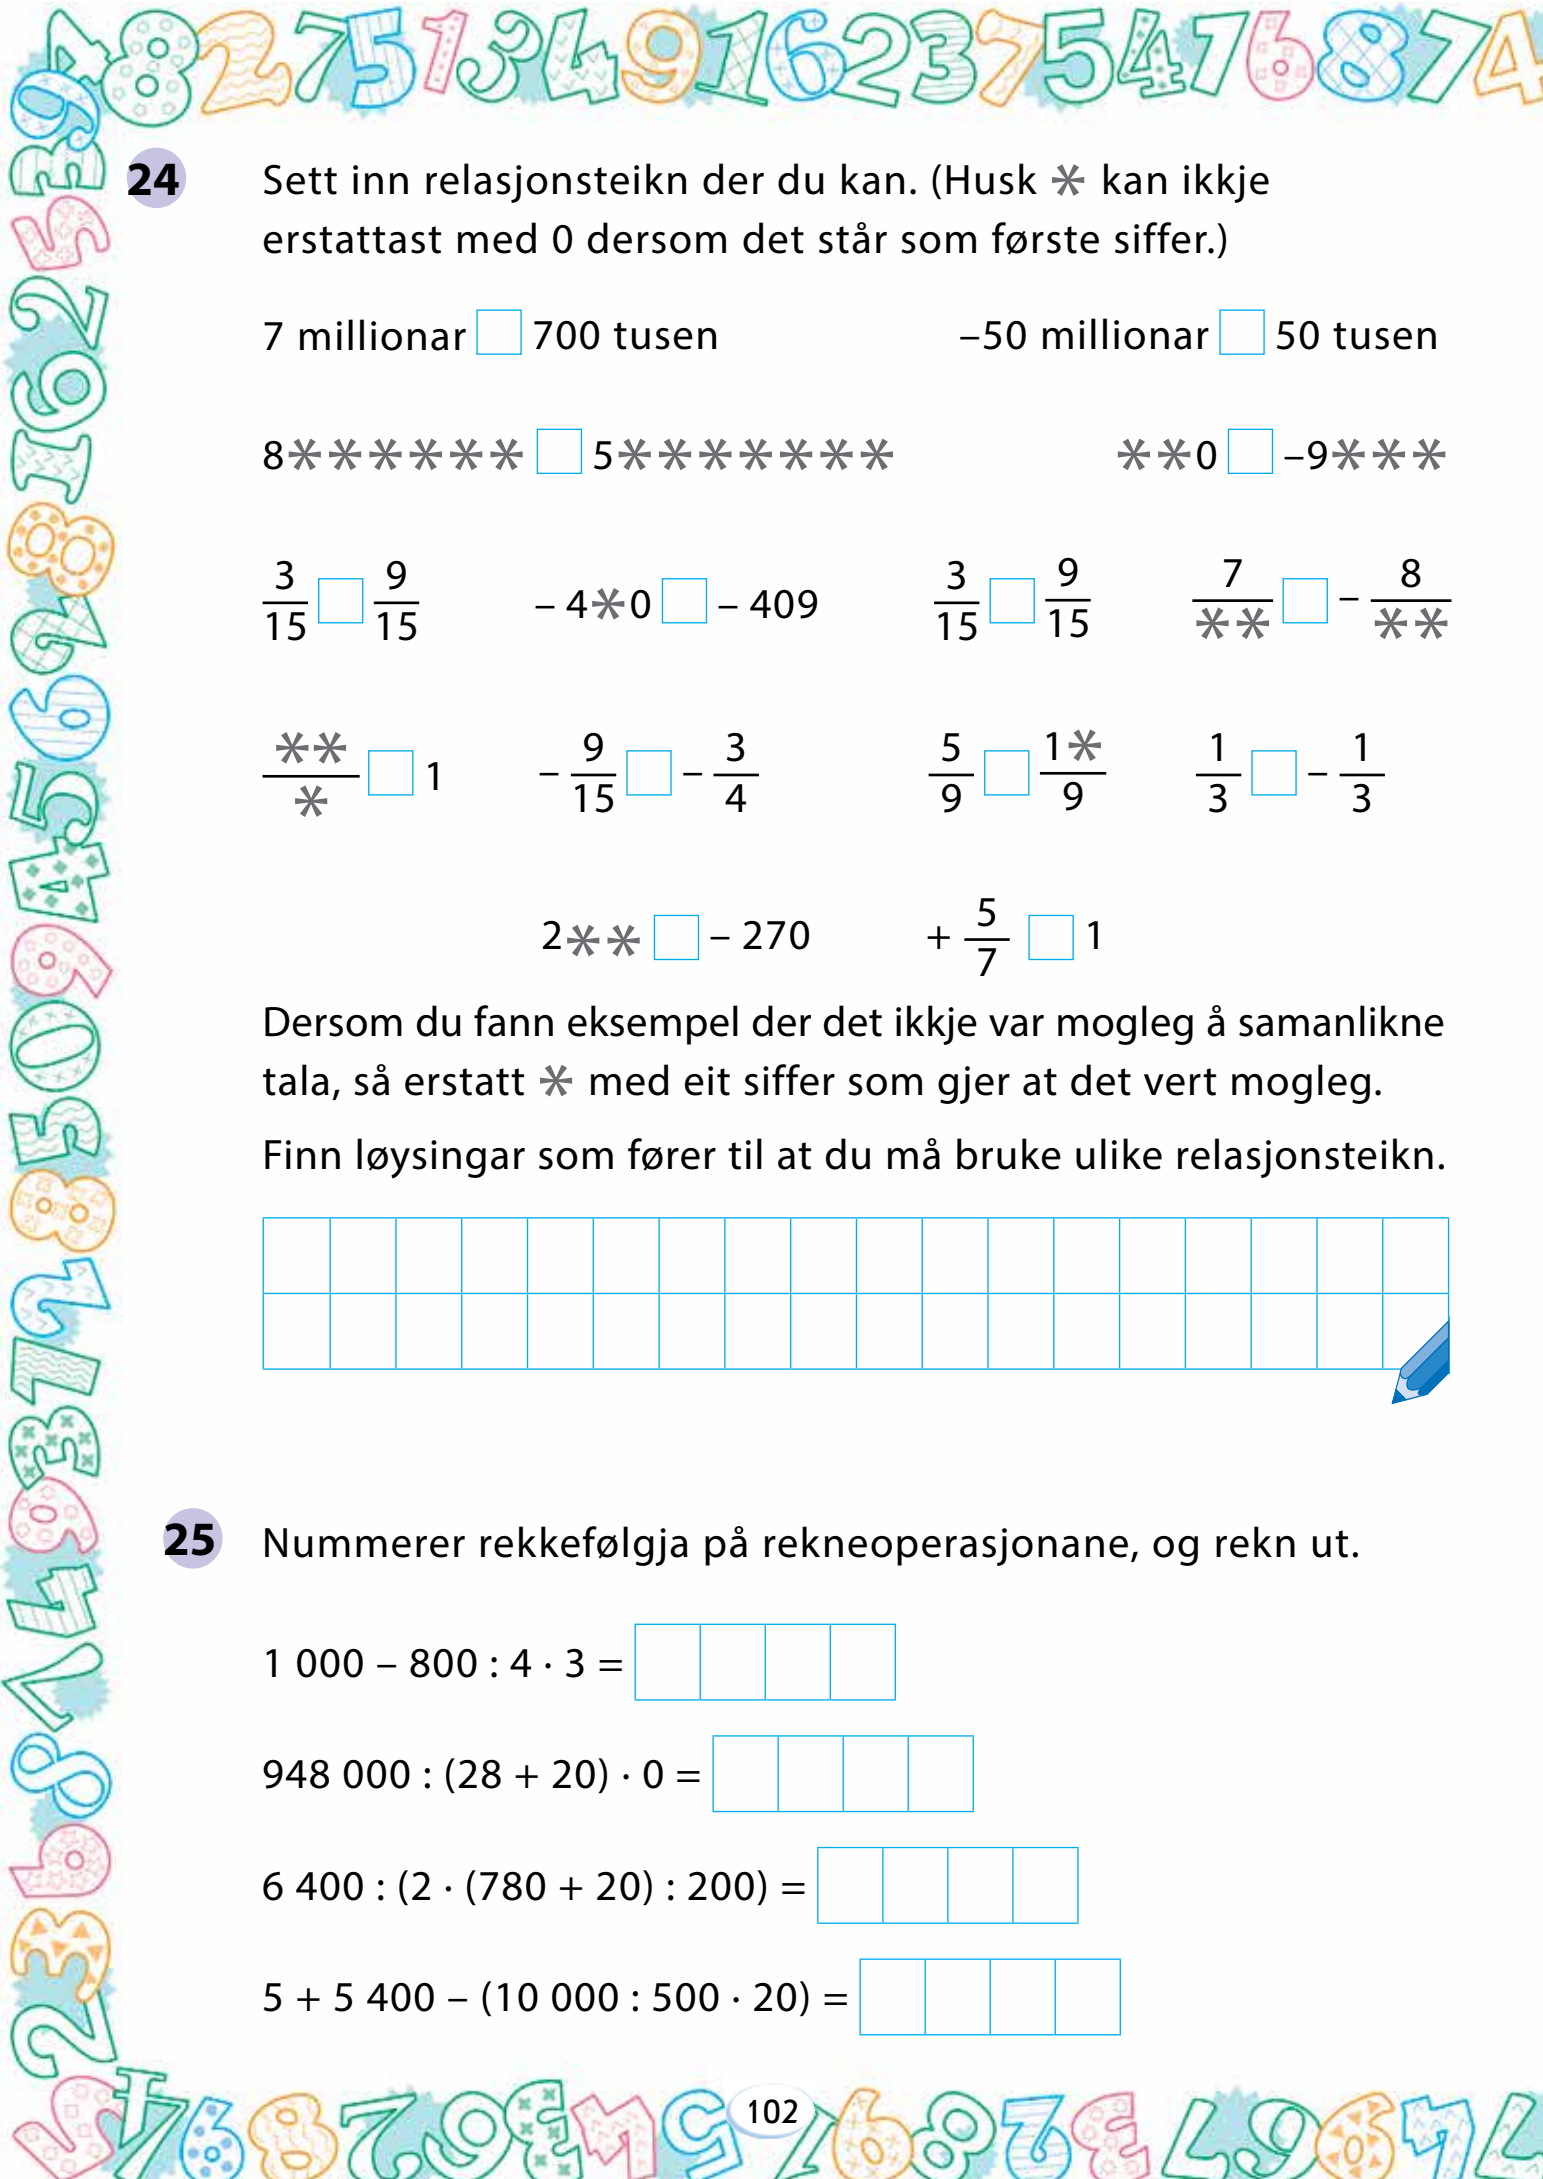 24 Sett inn relasjonsteikn der du kan. (Husk * kan ikkje
erstattast med 0 dersom det står som første siffer.)
7 millionar □ 700 tusen –50 millionar □ 50 tusen
8****** □ 5******* **0 □ –9***
3/15 □ 9/15 – 4*0 □ – 409 3/15 □ 9/15 7/** □ – 8/**
**/* □ 1 – 9/15 □ – 3/4 5/9 □ 1*/9 1/3 □ – 1/3
2** □ – 270 + 5/7 □ 1
Dersom du fann eksempel der det ikkje var mogleg å samanlikne
tala, så erstatt * med eit siffer som gjer at det vert mogleg.
Finn løysingar som fører til at du må bruke ulike relasjonsteikn.
25 Nummerer rekkefølgja på rekneoperasjonane, og rekn ut.
1 000 – 800 : 4 · 3 =
948 000 : (28 + 20) · 0 =
6 400 : (2 · (780 + 20) : 200) =
5 + 5 400 – (10 000 : 500 · 20) =
102